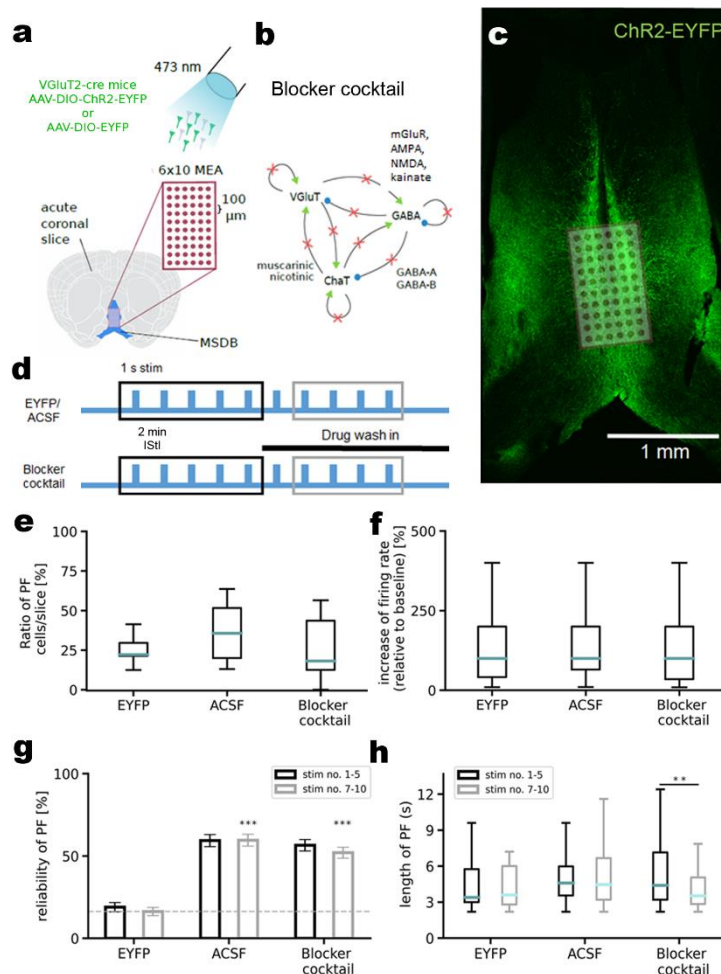 a
VGluT2-cre mice
AAV-DIO-ChR2-EYFP
or
AAV-DIO-EYFP
473 nm
6x10 MEA
100
µm
acute
coronal
slice
MSDB
b
Blocker cocktail
mGluR,
AMPA,
NMDA,
kainate
VGluT
GABA
muscarinic
nicotinic
ChaT
GABA-A
GABA-B
c
ChR2-EYFP
1 mm
d
1 s stim
EYFP/
ACSF
2 min
IStI
Drug wash in
Blocker
cocktail
e
Ratio of PF
cells/slice [%]
100
75
50
25
0
EYFP
ACSF
Blocker
cocktail
f
increase of firing rate
(relative to baseline) [%]
500
250
0
EYFP
ACSF
Blocker
cocktail
g
reliability of PF [%]
100
50
0
stim no. 1-5
stim no. 7-10
***
***
EYFP
ACSF
Blocker
cocktail
h
length of PF (s)
12
9
6
3
0
stim no. 1-5
stim no. 7-10
**
EYFP
ACSF
Blocker
cocktail